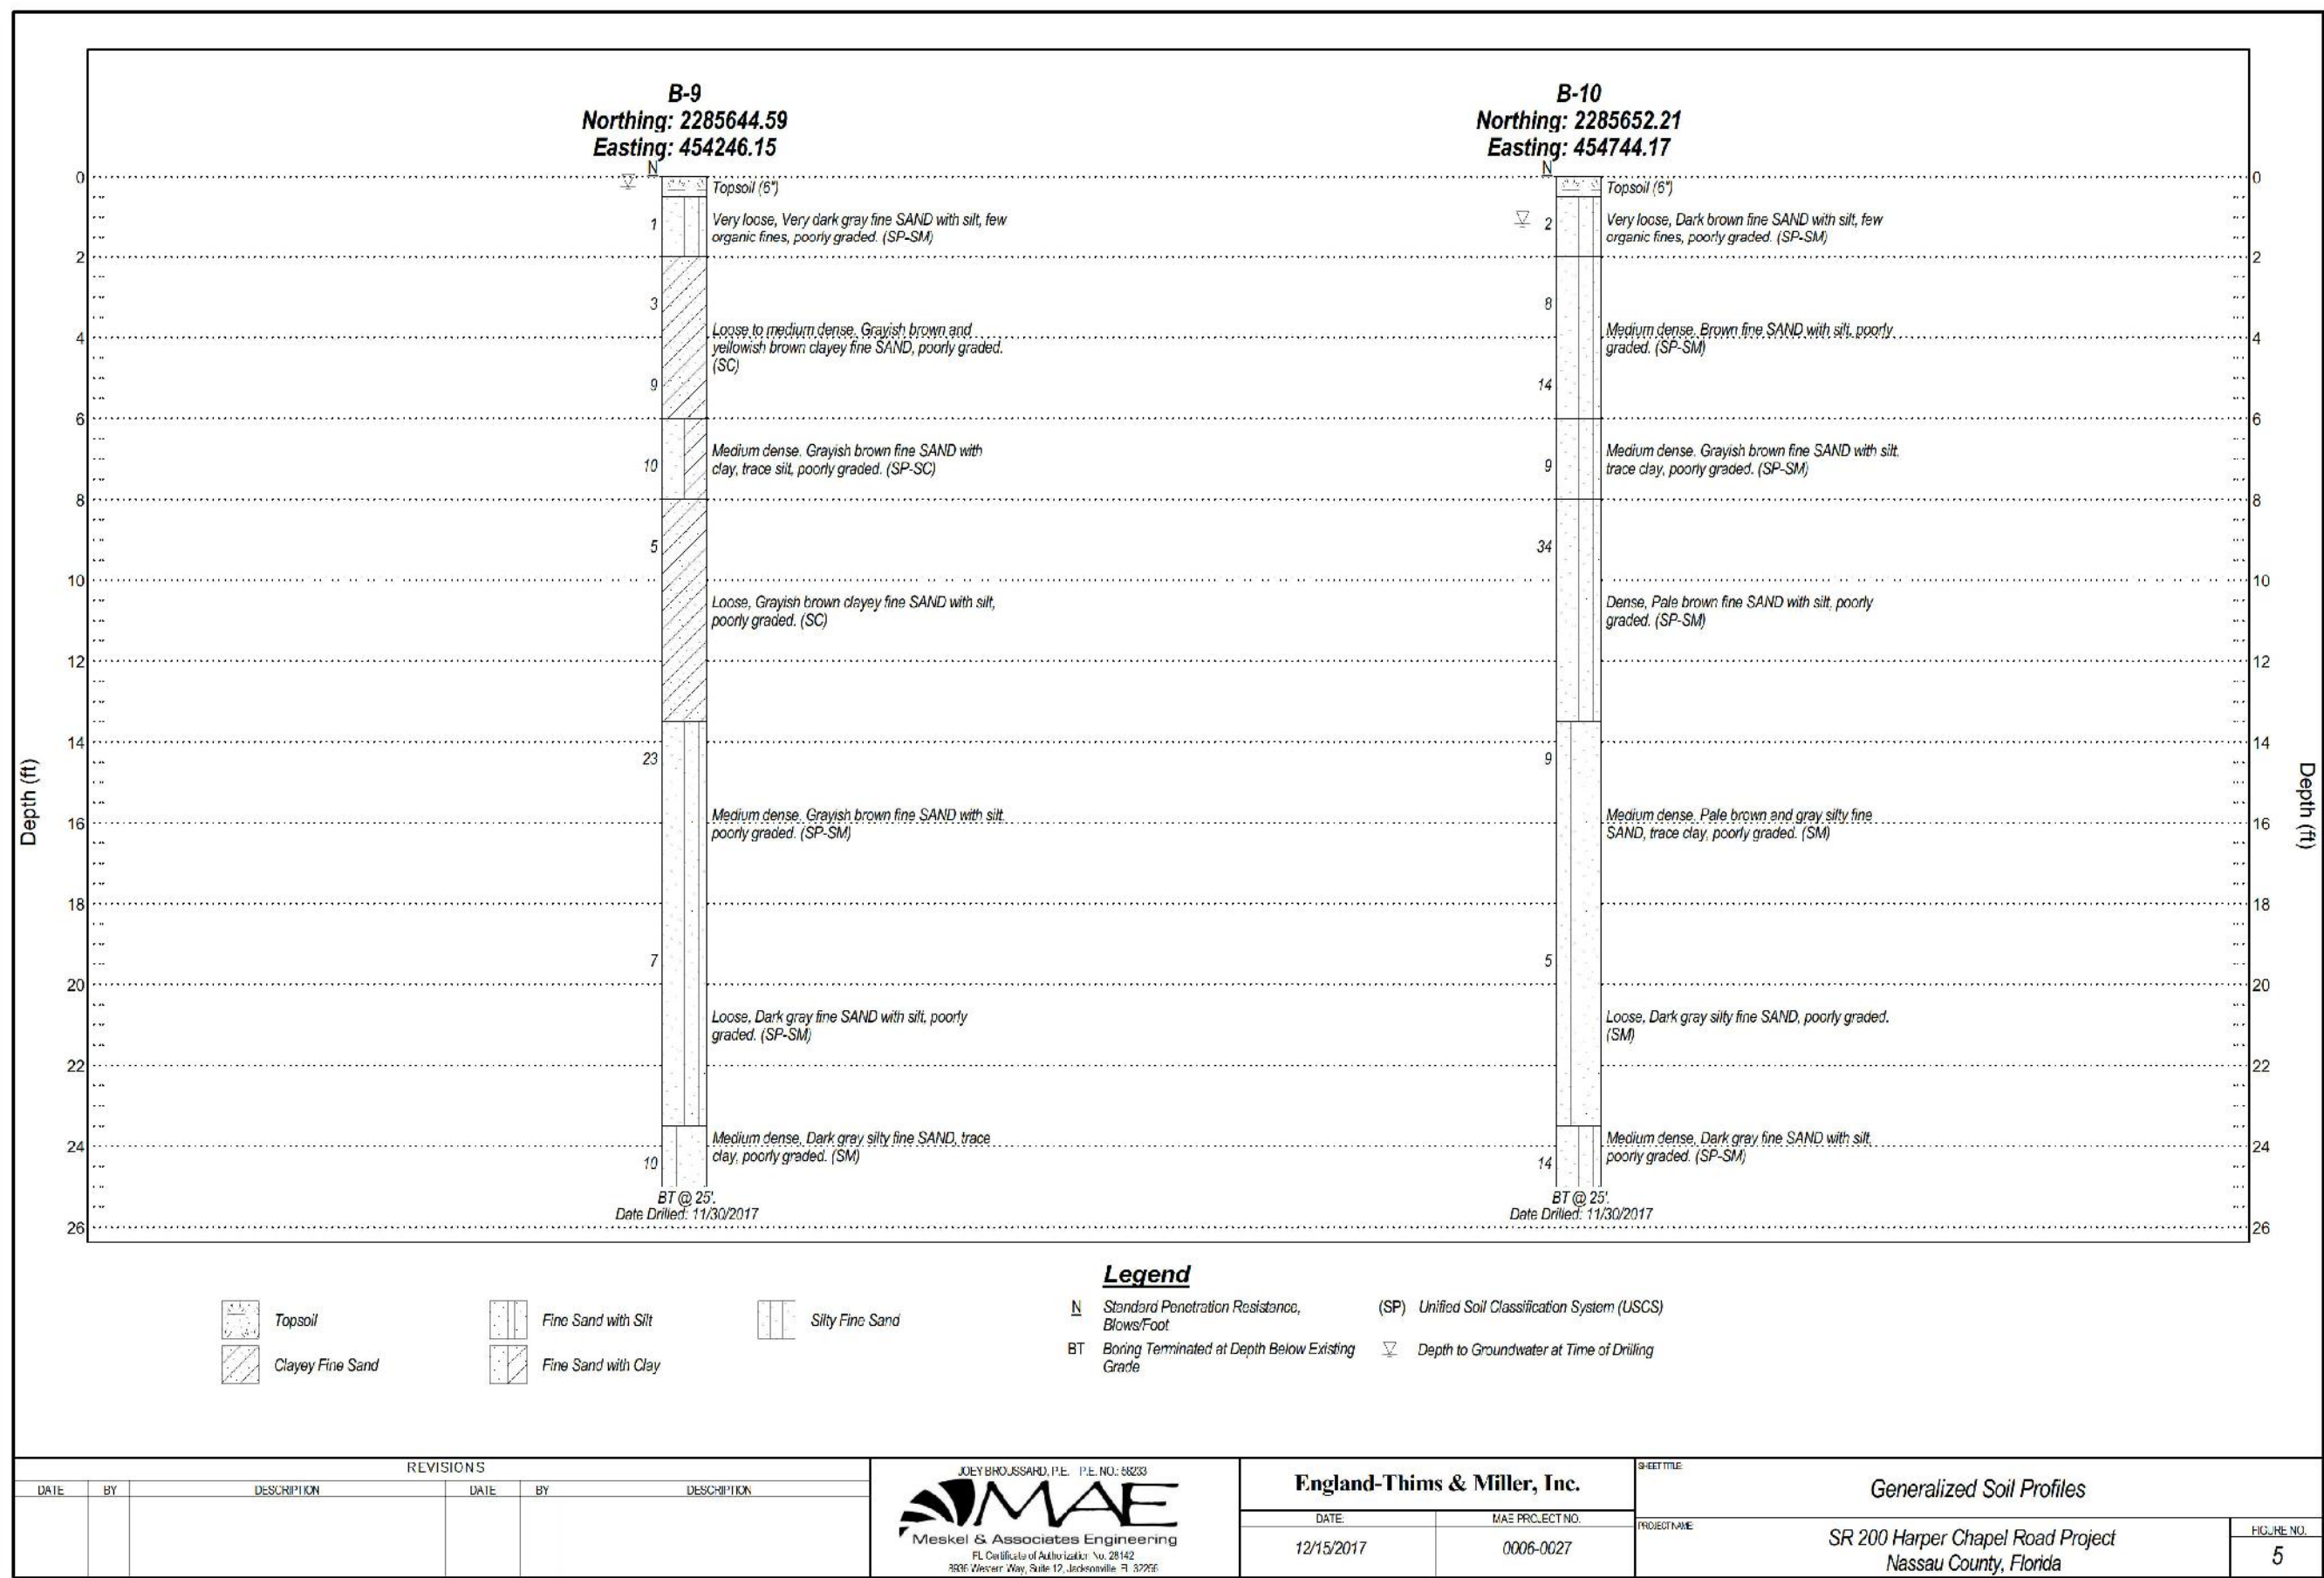 B-9
Northing: 2285644.59
Easting: 454246.15
B-10
Northing: 2285652.21
Easting: 454744.17
N
N
0
2
4
6
8
10
12
14
16
18
20
22
24
26
Depth (ft)
1
3
9
10
5
23
7
10
Topsoil (6")
Very loose, Very dark gray fine SAND with silt, few
organic fines, poorly graded. (SP-SM)
Loose to medium dense, Grayish brown and
yellowish brown clayey fine SAND, poorly graded.
(SC)
Medium dense, Grayish brown fine SAND with
clay, trace silt, poorly graded. (SP-SC)
Loose, Grayish brown clayey fine SAND with silt,
poorly graded. (SC)
Medium dense, Grayish brown fine SAND with silt,
poorly graded. (SP-SM)
Loose, Dark gray fine SAND with silt, poorly
graded. (SP-SM)
Medium dense, Dark gray silty fine SAND, trace
clay, poorly graded. (SM)
BT @ 25'.
Date Drilled: 11/30/2017
2
8
14
9
34
9
5
14
Topsoil (6")
Very loose, Dark brown fine SAND with silt, few
organic fines, poorly graded. (SP-SM)
Medium dense, Brown fine SAND with silt, poorly
graded. (SP-SM)
Medium dense, Grayish brown fine SAND with silt,
trace clay, poorly graded. (SP-SM)
Dense, Pale brown fine SAND with silt, poorly
graded. (SP-SM)
Medium dense, Pale brown and gray silty fine
SAND, trace clay, poorly graded. (SM)
Loose, Dark gray silty fine SAND, poorly graded.
(SM)
Medium dense, Dark gray fine SAND with silt,
poorly graded. (SP-SM)
BT @ 25'.
Date Drilled: 11/30/2017
0
2
4
6
8
10
12
14
16
18
20
22
24
26
Depth (ft)
Topsoil
Fine Sand with Silt
Silty Fine Sand
Clayey Fine Sand
Fine Sand with Clay
Legend
N Standard Penetration Resistance,
Blows/Foot
(SP) Unified Soil Classification System (USCS)
BT Boring Terminated at Depth Below Existing
Grade
Depth to Groundwater at Time of Drilling
REVISIONS
DATE BY DESCRIPTION DATE BY DESCRIPTION
JOEY BROUSSARD, P.E. P.E. NO.: 58233
MAE
Meskel & Associates Engineering
FL Certificate of Authorization No. 28142
8936 Western Way, Suite 12, Jacksonville, FL 32256
England-Thims & Miller, Inc.
DATE:
12/15/2017
MAE PROJECT NO.
0006-0027
SHEET TITLE:
Generalized Soil Profiles
PROJECT NAME:
SR 200 Harper Chapel Road Project
Nassau County, Florida
FIGURE NO.
5